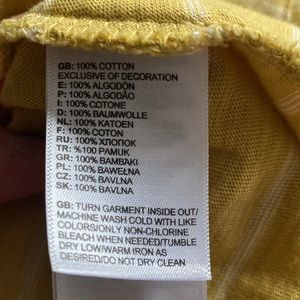 GB: 100% COTTON
EXCLUSIVE OF DECORATION
E: 100% ALGODÓN
P: 100% ALGODÃO
I: 100% COTONE
D: 100% BAUMWOLLE
NL: 100% KATOEN
F: 100% COTON
RU: 100% ХЛОПОК
TR: %100 PAMUK
GR: 100% BAMBAKI
PL: 100% BAWEŁNA
CZ: 100% BAVLNA
SK: 100% BAVLNA
GB: TURN GARMENT INSIDE OUT/
MACHINE WASH COLD WITH LIKE
COLORS/ONLY NON-CHLORINE
BLEACH WHEN NEEDED/TUMBLE
DRY LOW/WARM IRON AS
DESIRED/DO NOT DRY CLEAN